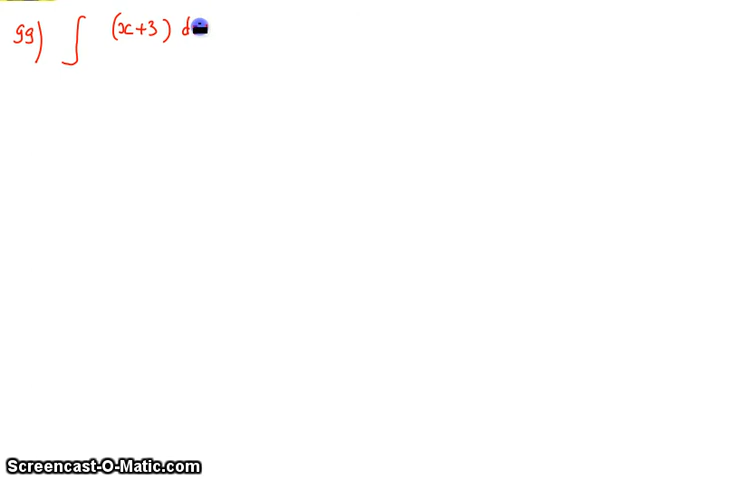 99) ∫ (x+3) d
Screencast-O-Matic.com